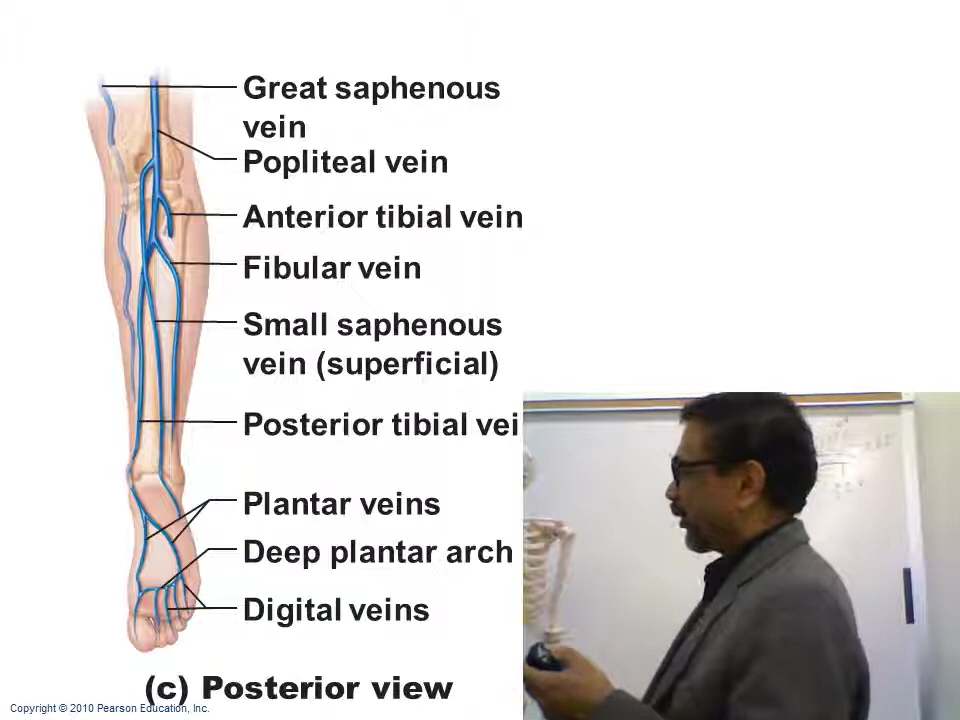 Great saphenous
vein
Popliteal vein
Anterior tibial vein
Fibular vein
Small saphenous
vein (superficial)
Posterior tibial vei
Plantar veins
Deep plantar arch
Digital veins
(c) Posterior view
Copyright © 2010 Pearson Education, Inc.